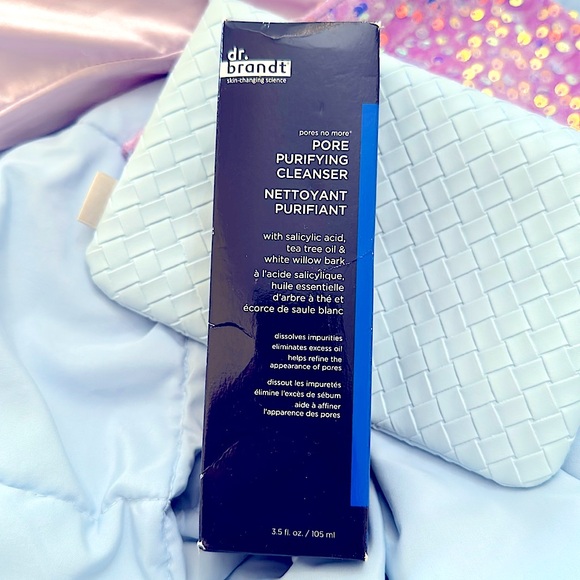 dr.
brandt
skin-changing science
pores no more®
PORE
PURIFYING
CLEANSER
NETTOYANT
PURIFIANT
with salicylic acid,
tea tree oil &
white willow bark
à l'acide salicylique,
huile essentielle
d'arbre à thé et
écorce de saule blanc
dissolves impurities
eliminates excess oil
helps refine the
appearance of pores
dissout les impuretés
élimine l'excès de sébum
aide à affiner
l'apparence des pores
3.5 fl. oz. / 105 ml